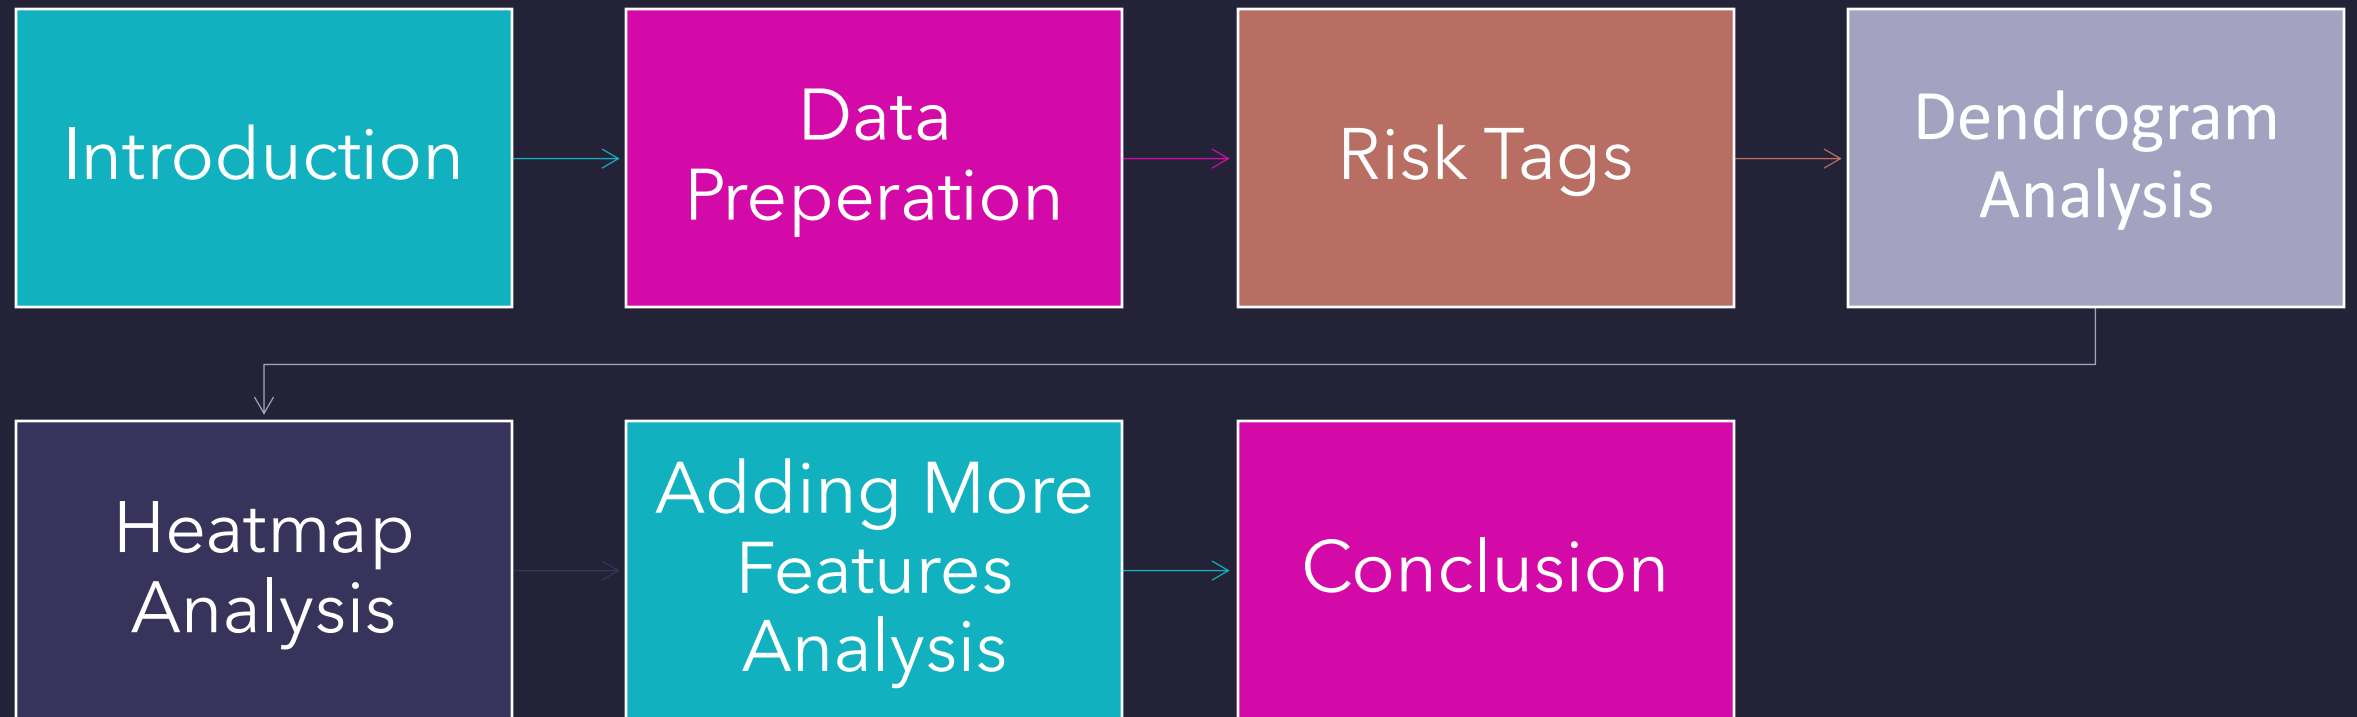 Introduction
Data
Preperation
Risk Tags
Dendrogram
Analysis
Heatmap
Analysis
Adding More
Features
Analysis
Conclusion